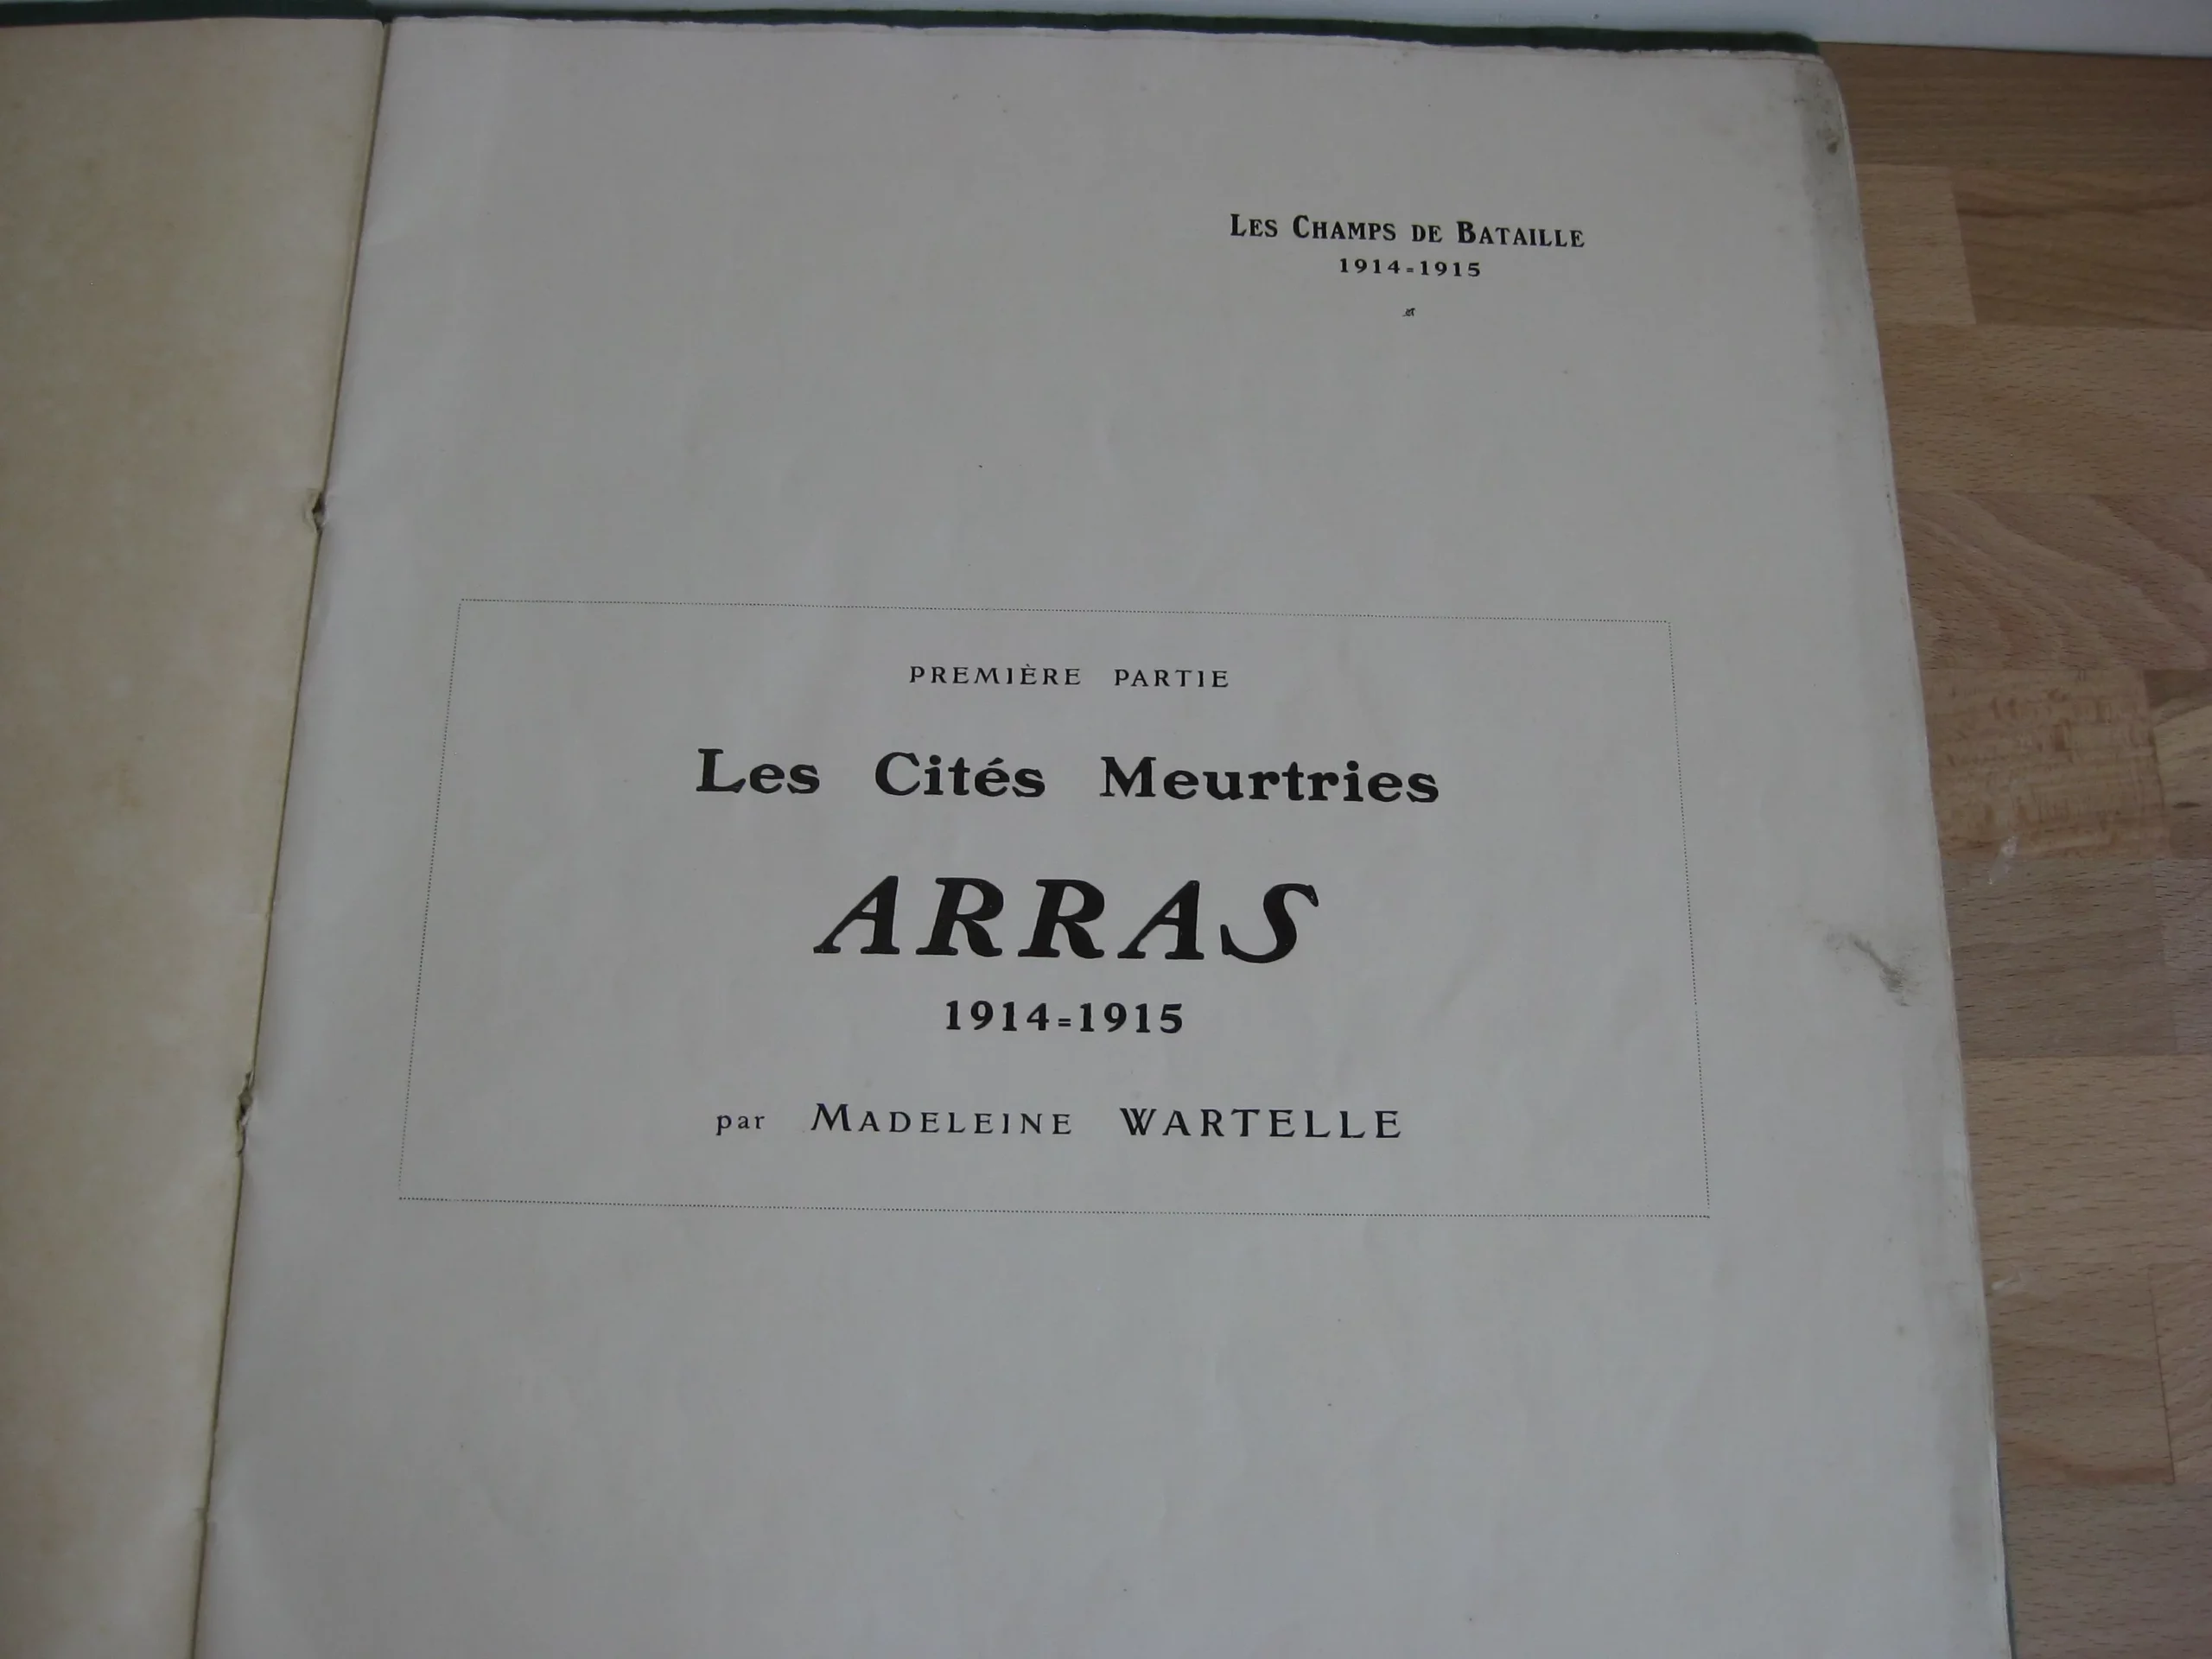 Les Champs de Bataille
1914=1915
PREMIÈRE PARTIE
Les Cités Meurtries
ARRAS
1914=1915
par Madeleine WARTELLE